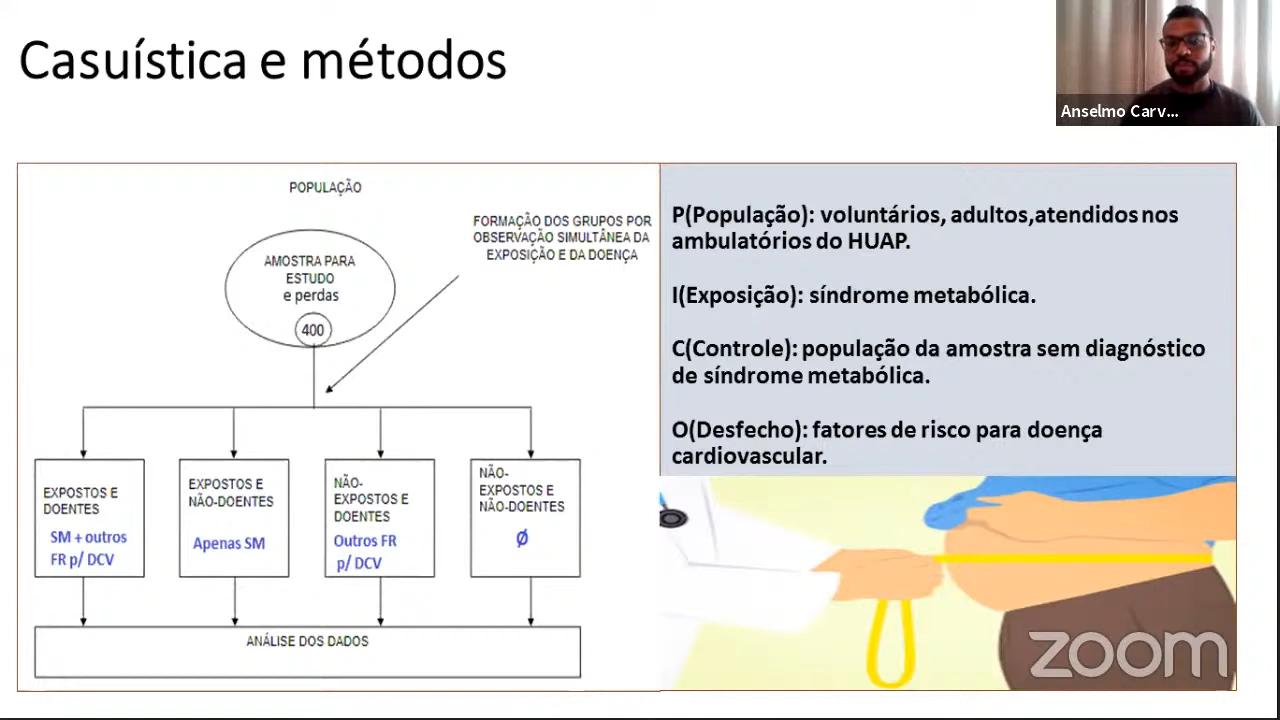 Casuística e métodos
Anselmo Carv...
POPULAÇÃO
FORMAÇÃO DOS GRUPOS POR
OBSERVAÇÃO SIMULTÂNEA DA
EXPOSIÇÃO E DA DOENÇA
AMOSTRA PARA
ESTUDO
e perdas
400
EXPOSTOS E
DOENTES
SM + outros
FR p/ DCV
EXPOSTOS E
NÃO-DOENTES
Apenas SM
NÃO-
EXPOSTOS E
DOENTES
Outros FR
p/ DCV
NÃO-
EXPOSTOS E
NÃO-DOENTES
Ø
ANÁLISE DOS DADOS
P(População): voluntários, adultos,atendidos nos
ambulatórios do HUAP.
I(Exposição): síndrome metabólica.
C(Controle): população da amostra sem diagnóstico
de síndrome metabólica.
O(Desfecho): fatores de risco para doença
cardiovascular.
zoom